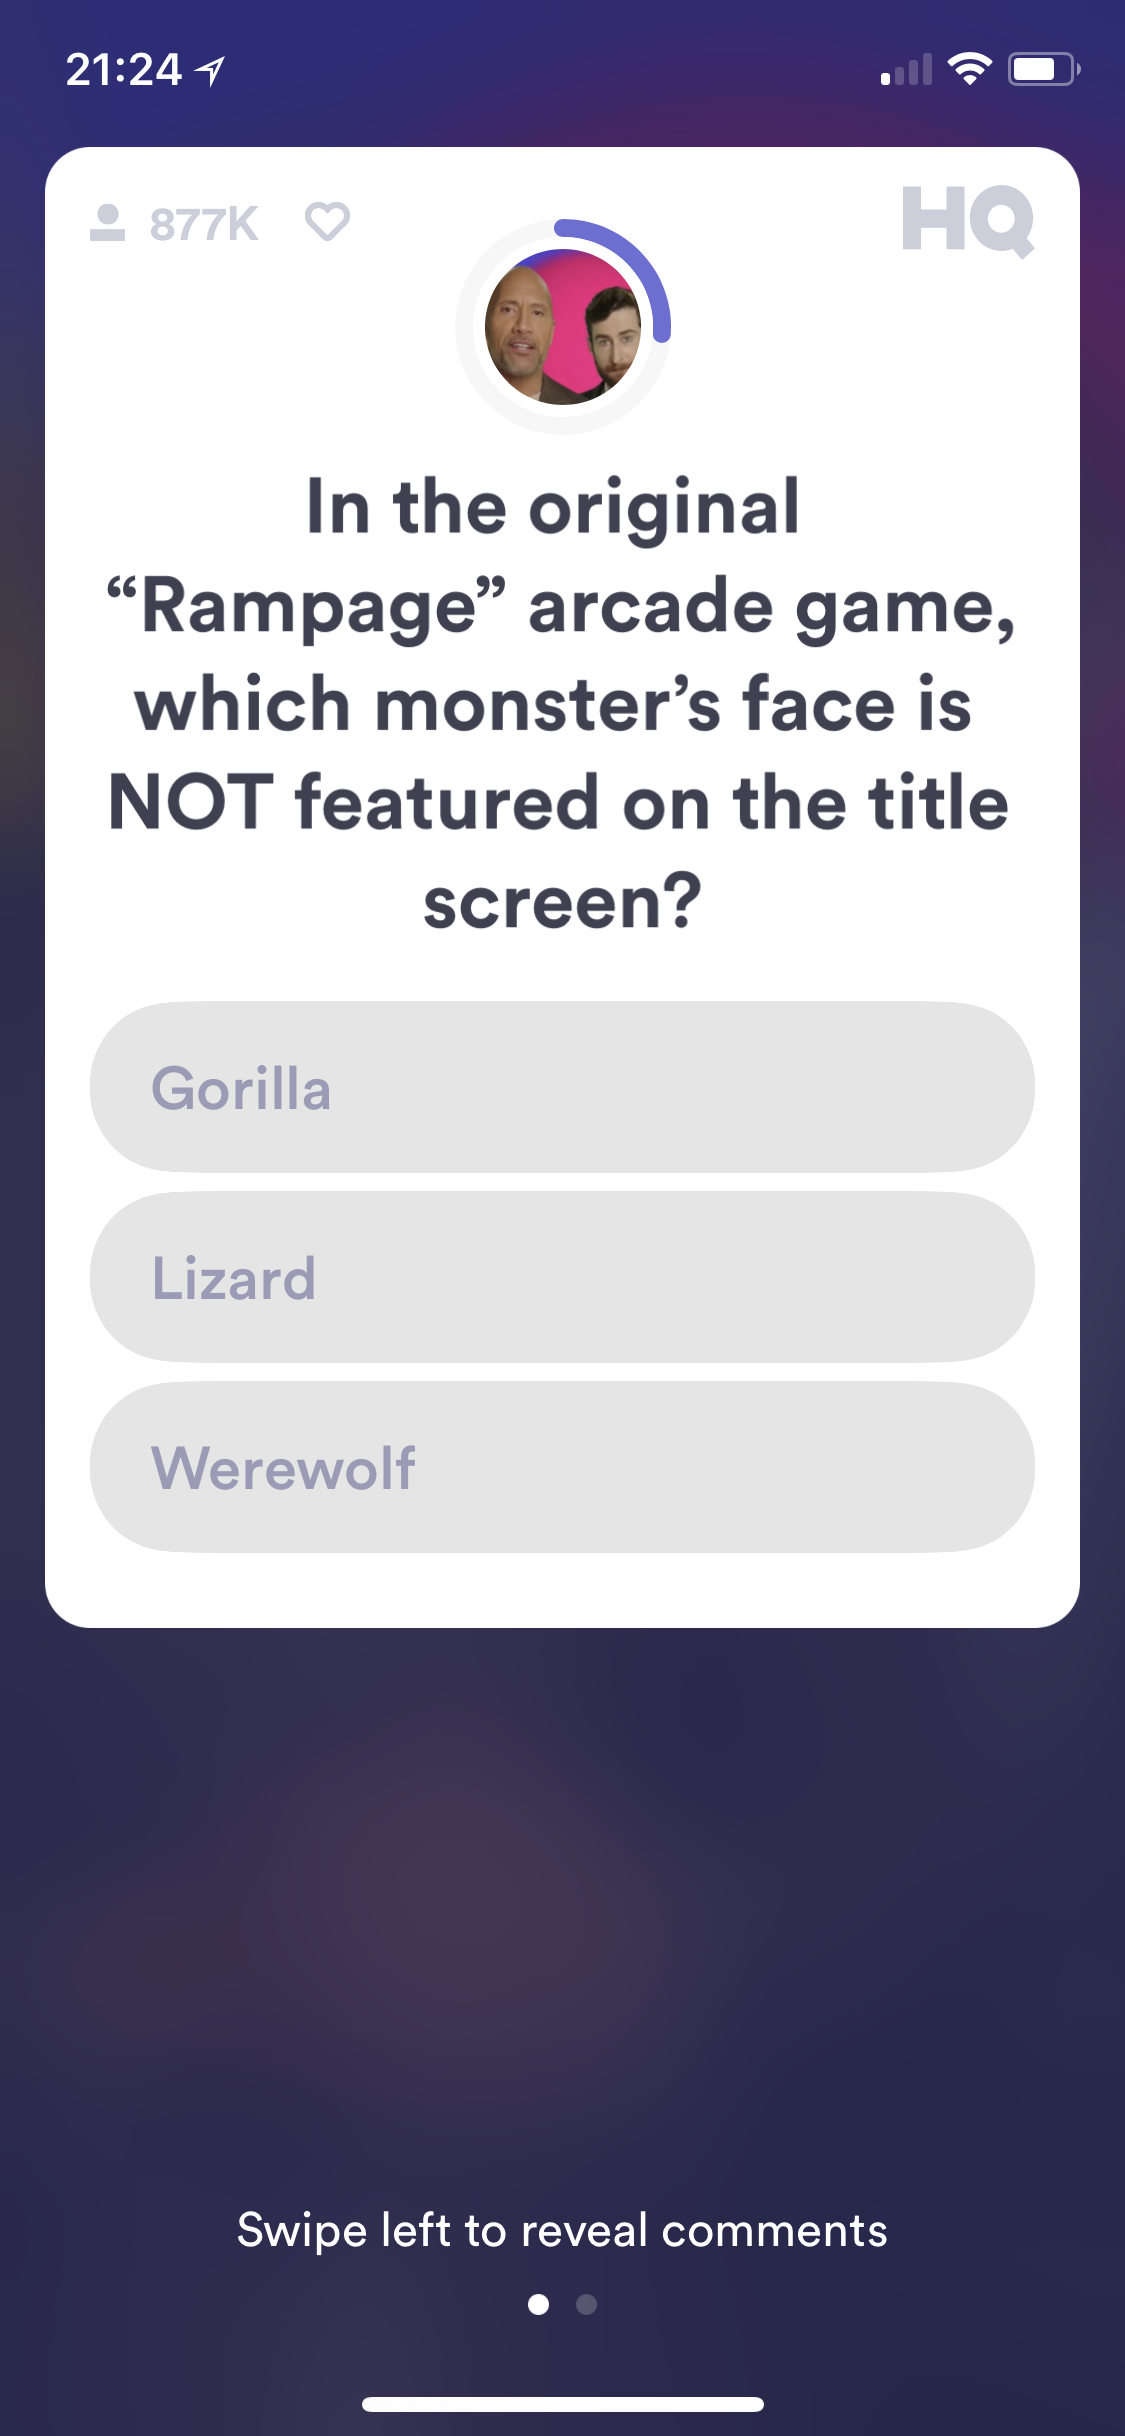 21:24
877K
HQ
In the original
“Rampage” arcade game,
which monster’s face is
NOT featured on the title
screen?
Gorilla
Lizard
Werewolf
Swipe left to reveal comments